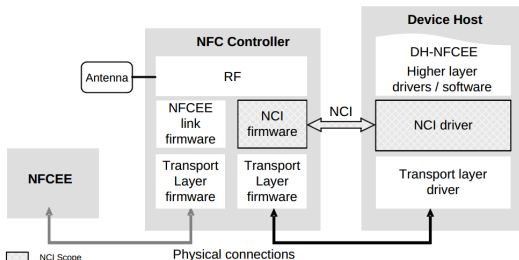 Device Host
NFC Controller
DH-NFCEE
Higher layer
drivers / software
Antenna
RF
NFCEE
link
firmware
NCI
firmware
NCI
NCI driver
NFCEE
Transport
Layer
firmware
Transport
Layer
firmware
Transport layer
driver
Physical connections
NCI Scope